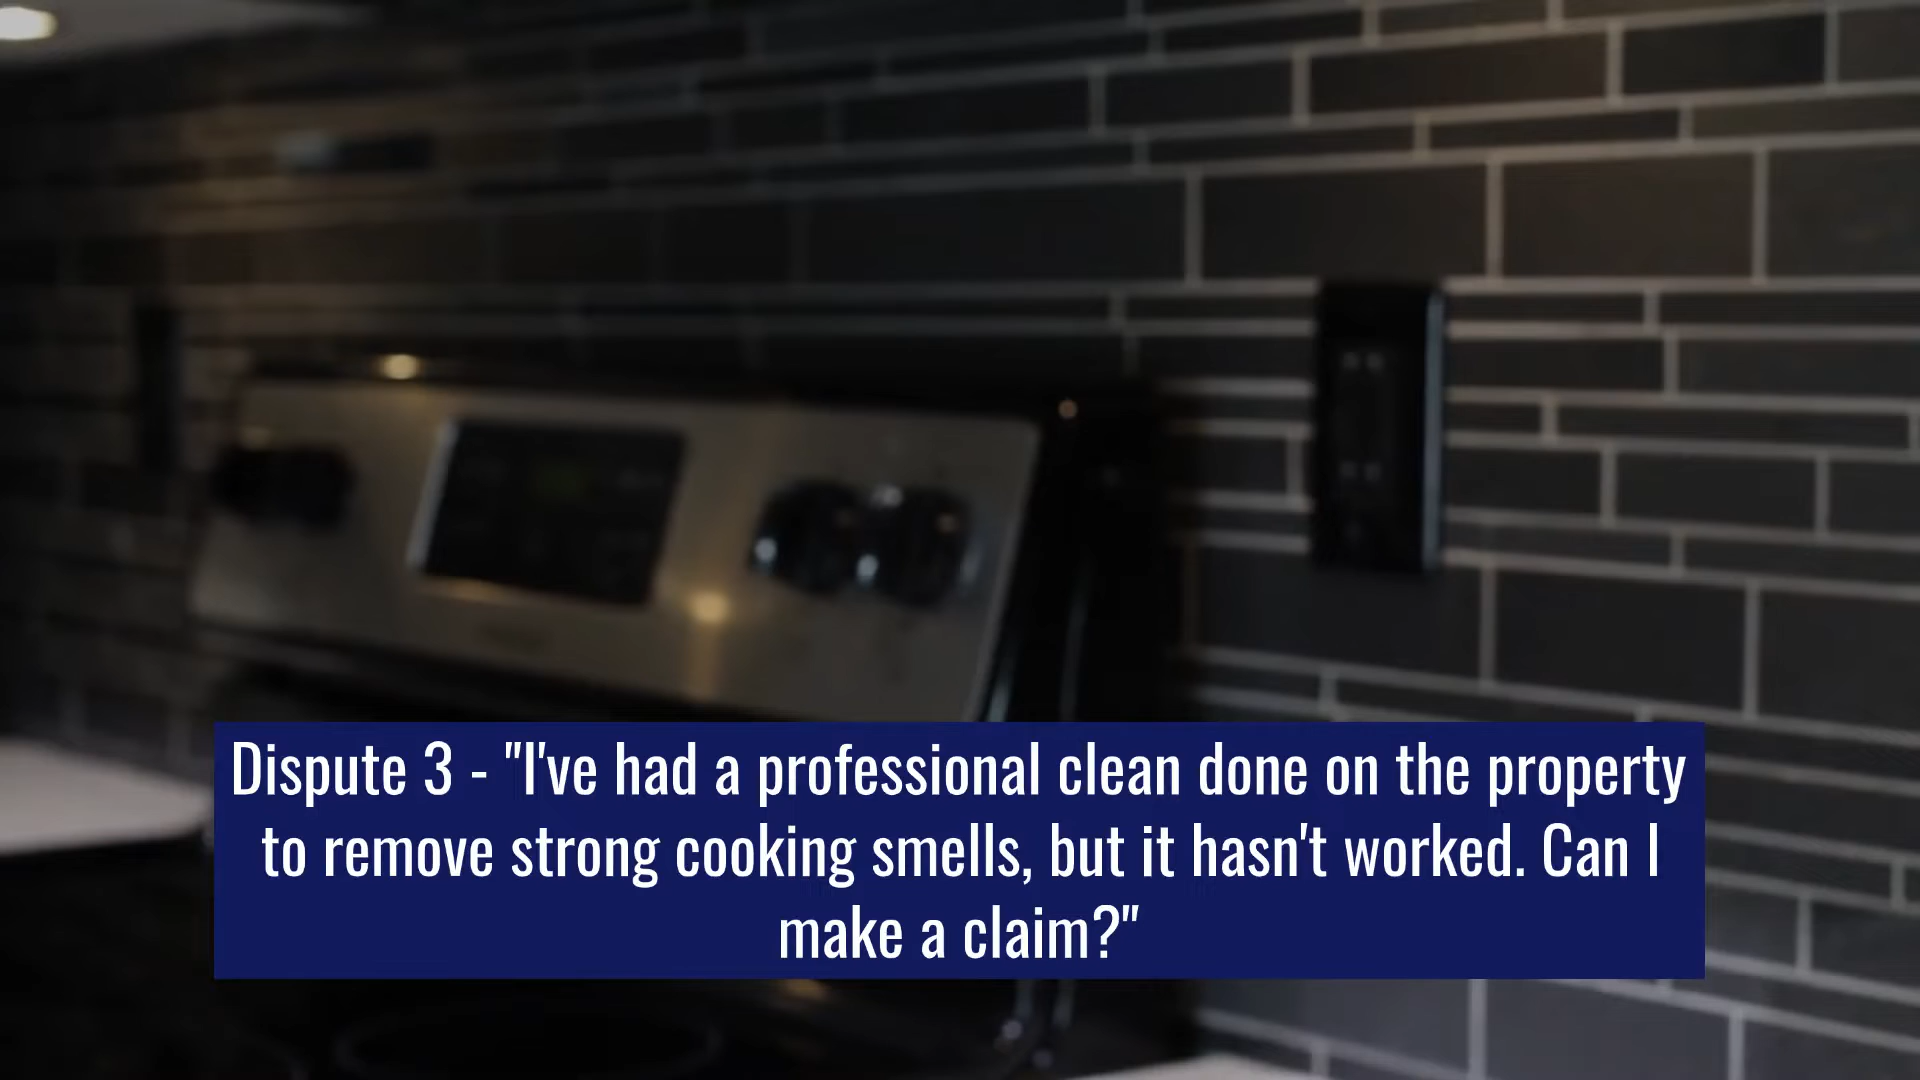 Dispute 3 - "I've had a professional clean done on the property
to remove strong cooking smells, but it hasn't worked. Can I
make a claim?"